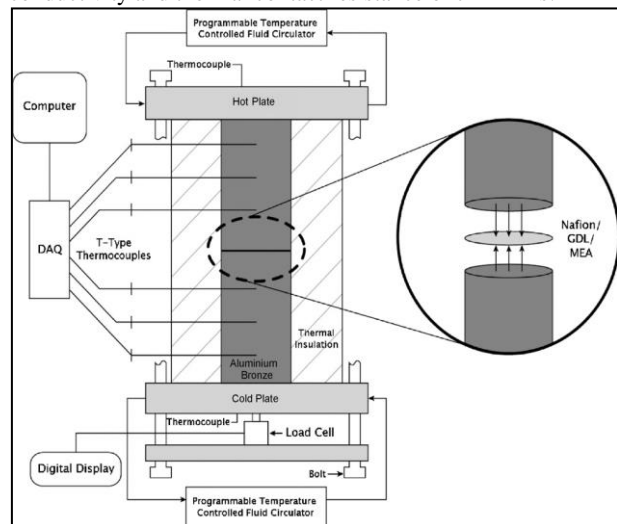 Programmable Temperature
Controlled Fluid Circulator
Thermocouple
Hot Plate
Computer
DAQ
T-Type
Thermocouples
Nafion/
GDL/
MEA
Thermal
Insulation
Aluminium
Bronze
Cold Plate
Thermocouple
Load Cell
Digital Display
Bolt
Programmable Temperature
Controlled Fluid Circulator